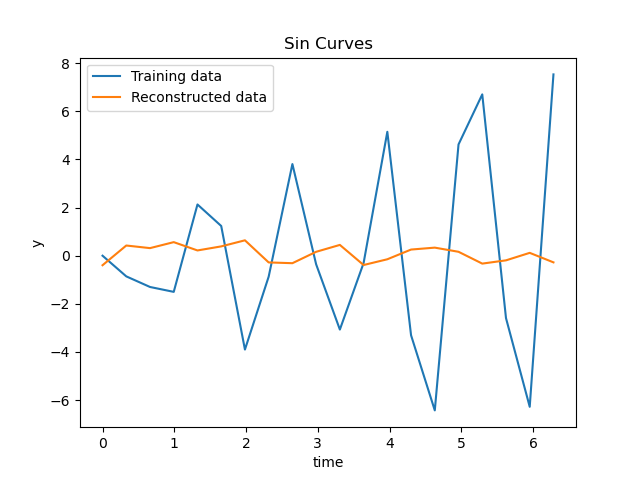 Sin Curves
Training data
Reconstructed data
8
6
4
2
0
−2
−4
−6
y
0 1 2 3 4 5 6
time